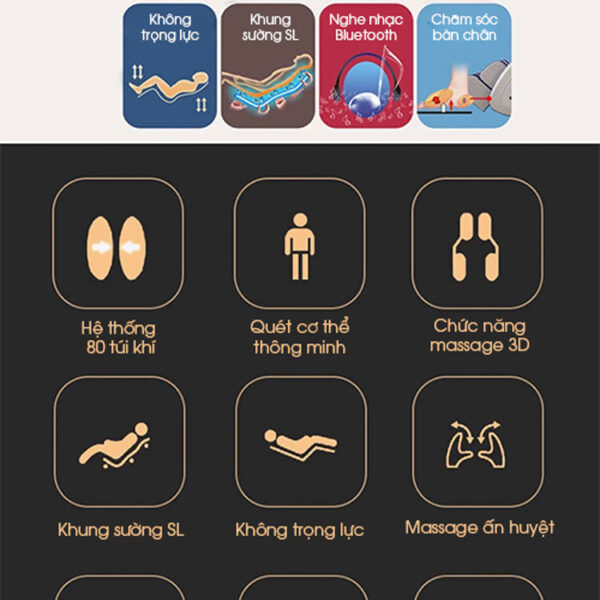 Không
trọng lực
Khung
sườn SL
Nghe nhạc
Bluetooth
Chăm sóc
bàn chân
Hệ thống
80 túi khí
Quét cơ thể
thông minh
Chức năng
massage 3D
Khung sườn SL
Không trọng lực
Massage ấn huyệt